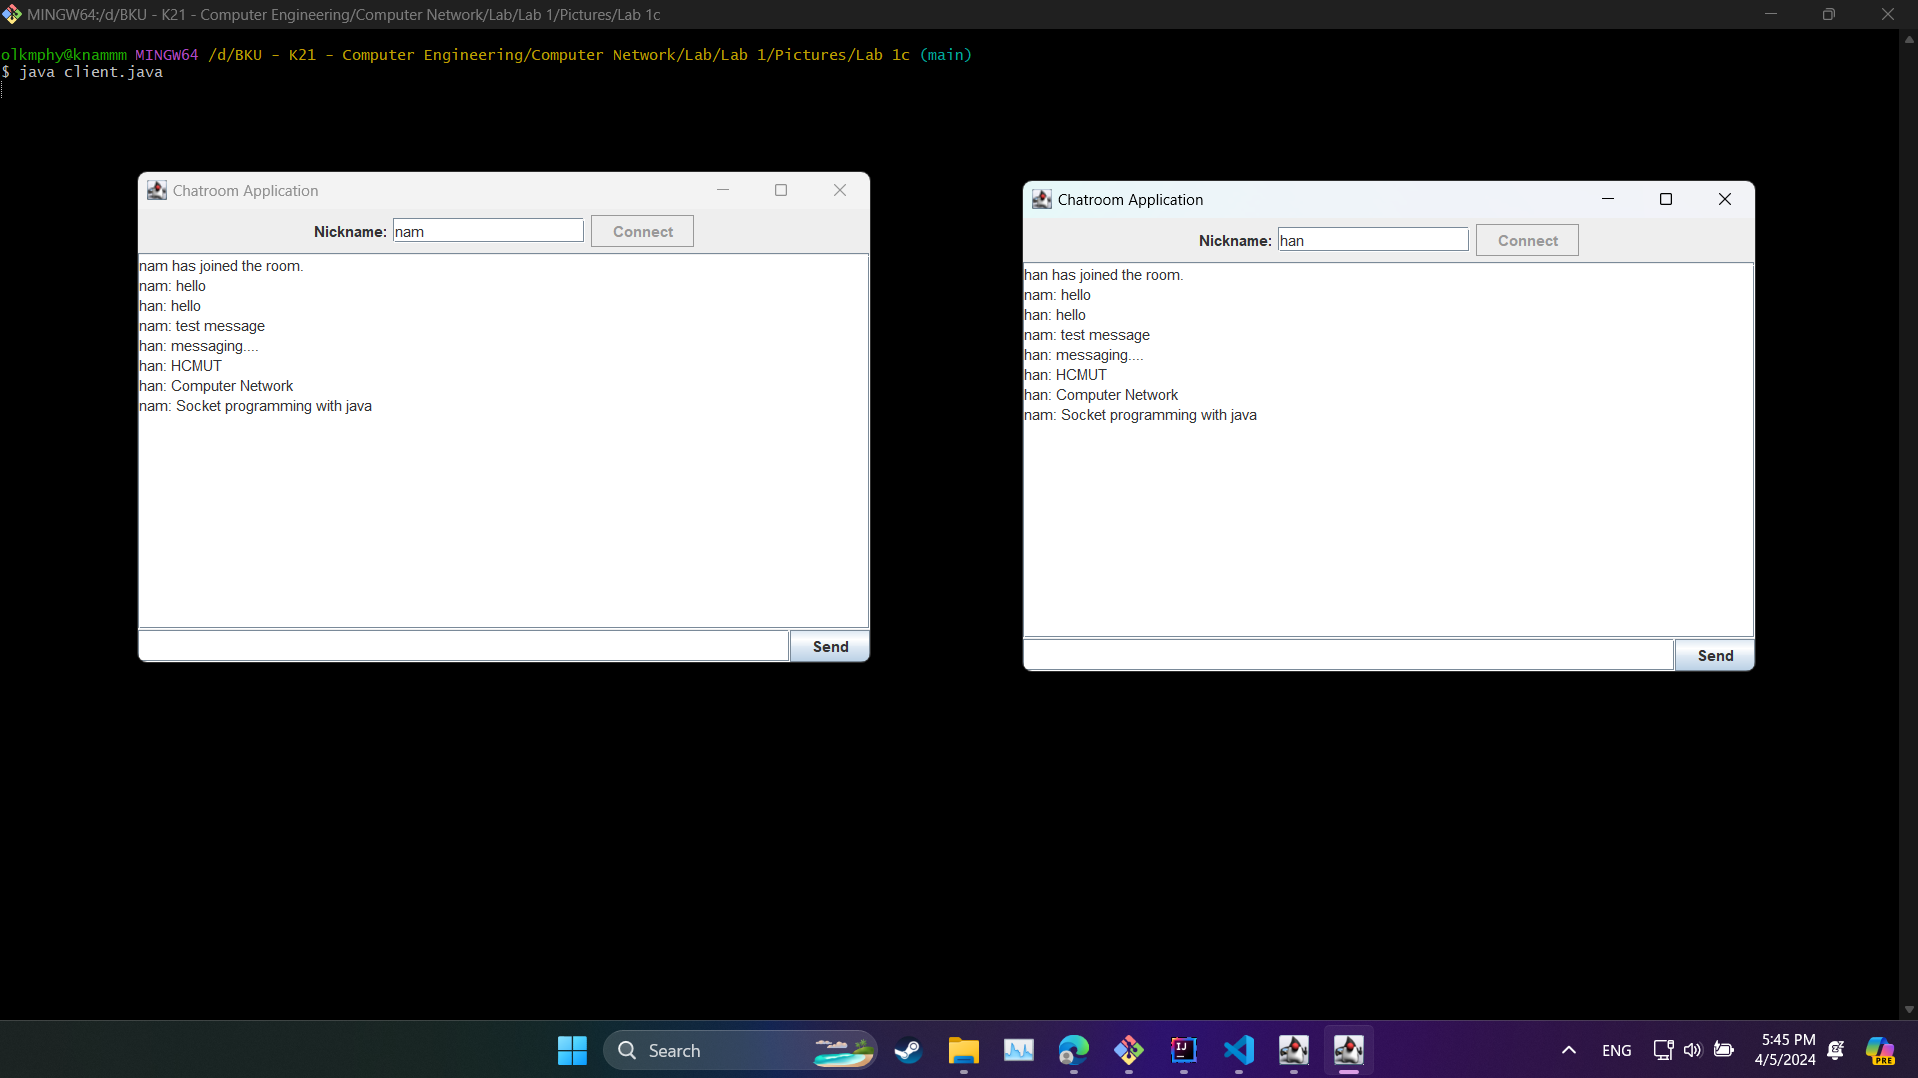 MINGW64:/d/BKU - K21 - Computer Engineering/Computer Network/Lab/Lab 1/Pictures/Lab 1c
olkmphy@knammm MINGW64 /d/BKU - K21 - Computer Engineering/Computer Network/Lab/Lab 1/Pictures/Lab 1c (main)
$ java client.java
Chatroom Application
Nickname: nam Connect
nam has joined the room.
nam: hello
han: hello
nam: test message
han: messaging....
han: HCMUT
han: Computer Network
nam: Socket programming with java
Send
Chatroom Application
Nickname: han Connect
han has joined the room.
nam: hello
han: hello
nam: test message
han: messaging....
han: HCMUT
han: Computer Network
nam: Socket programming with java
Send
Search
IJ
ENG
5:45 PM
4/5/2024
PRE